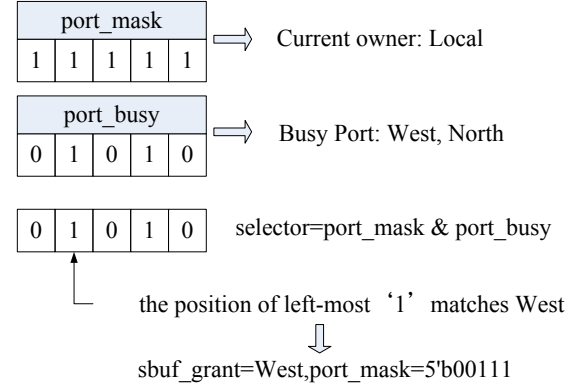 port_mask
1 1 1 1 1
Current owner: Local
port_busy
0 1 0 1 0
Busy Port: West, North
0 1 0 1 0
selector=port_mask & port_busy
the position of left-most ‘1’ matches West
sbuf_grant=West,port_mask=5'b00111